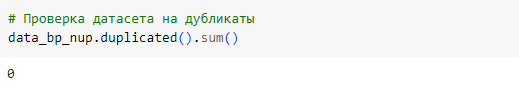 # Проверка датасета на дубликаты
data_bp_nup.duplicated().sum()
0